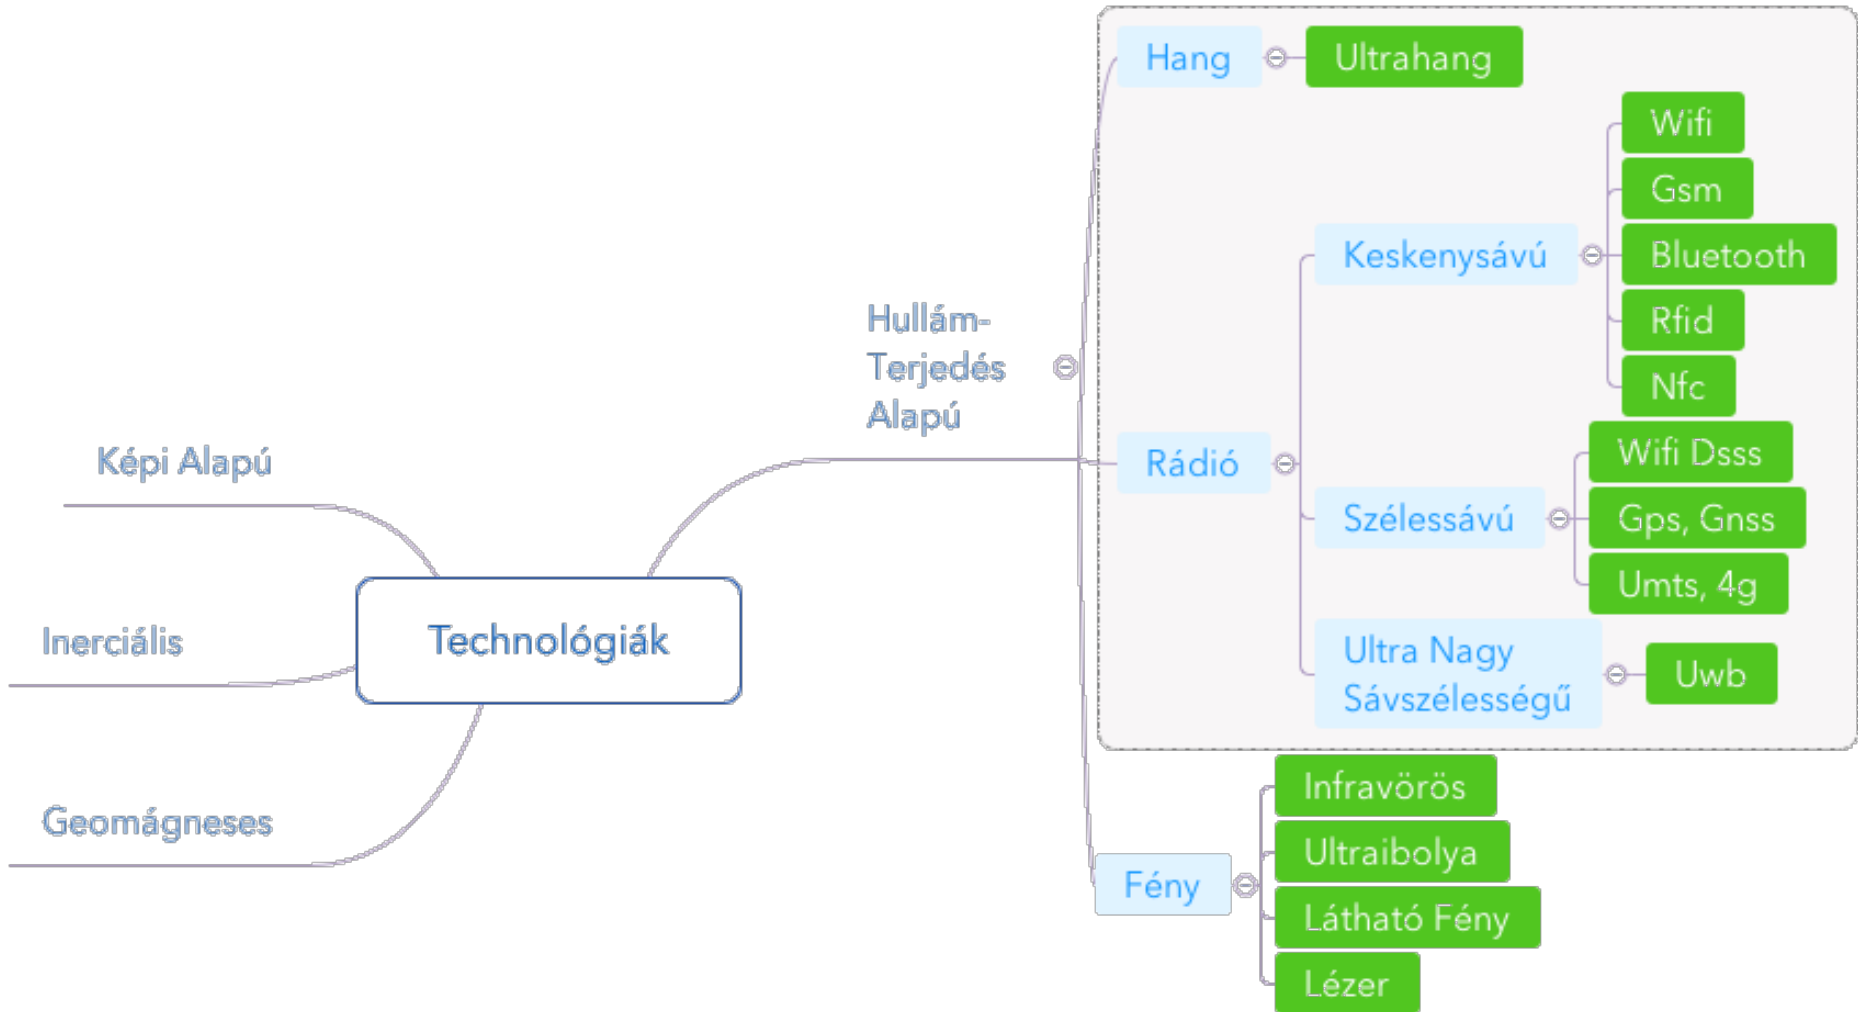 Hang
Ultrahang
Wifi
Gsm
Keskenysávú
Bluetooth
Rfid
Nfc
Hullám-
Terjedés
Alapú
Képi Alapú
Rádió
Wifi Dsss
Szélessávú
Gps, Gnss
Umts, 4g
Inerciális
Technológiák
Ultra Nagy
Sávszélességű
Uwb
Geomágneses
Infravörös
Ultraibolya
Fény
Látható Fény
Lézer